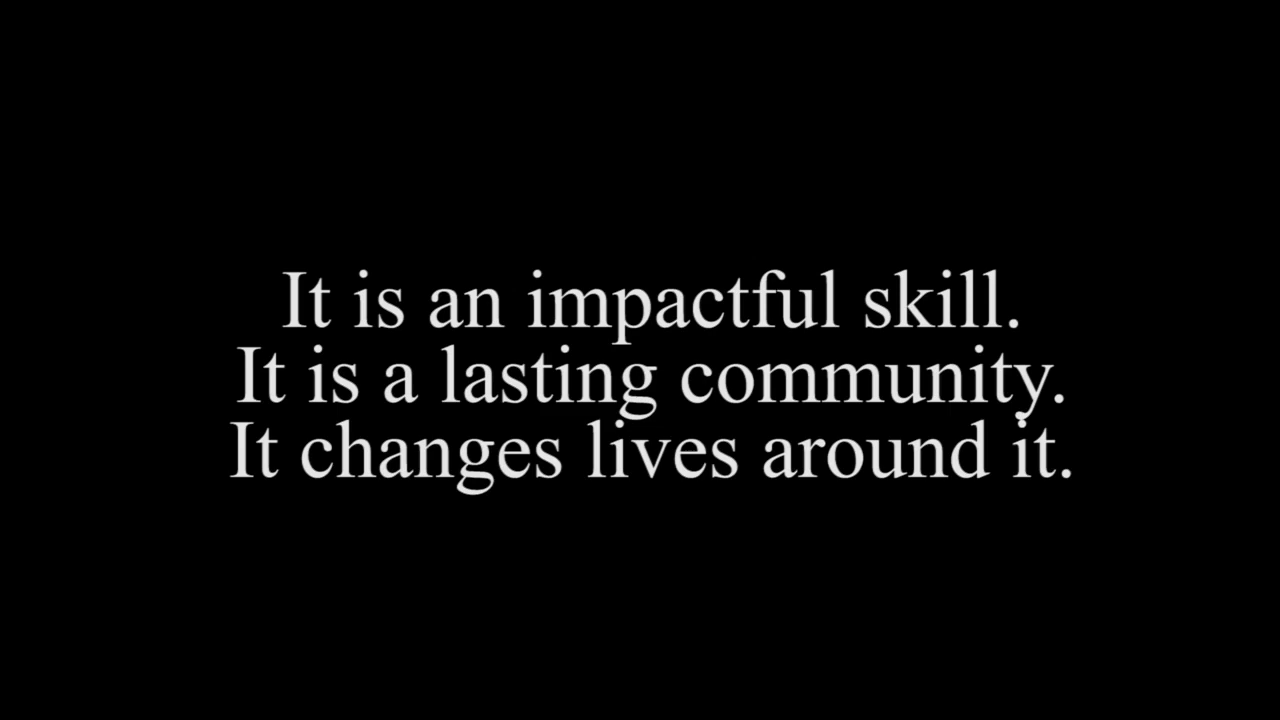 It is an impactful skill.
It is a lasting community.
It changes lives around it.